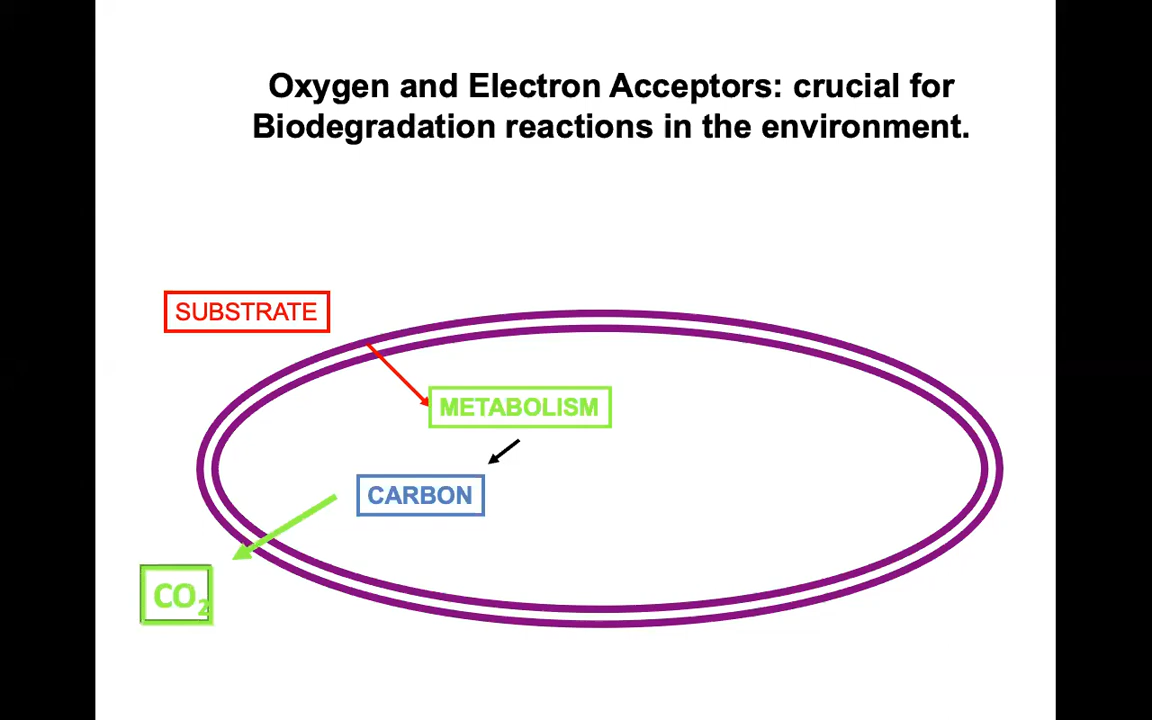 Oxygen and Electron Acceptors: crucial for
Biodegradation reactions in the environment.
SUBSTRATE
METABOLISM
CARBON
CO₂